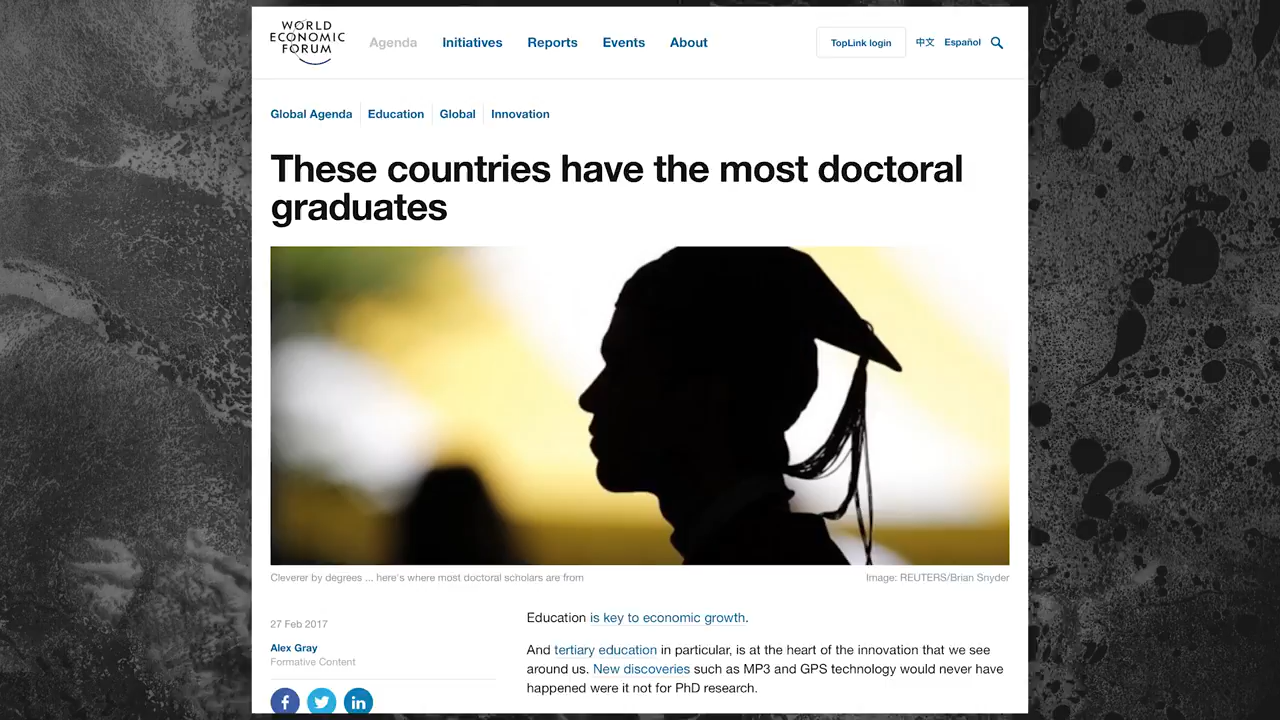 WORLD
ECONOMIC
FORUM
Agenda Initiatives Reports Events About
TopLink login 中文 Español
Global Agenda Education Global Innovation
These countries have the most doctoral
graduates
Cleverer by degrees ... here's where most doctoral scholars are from
Image: REUTERS/Brian Snyder
27 Feb 2017
Alex Gray
Formative Content
Education is key to economic growth.
And tertiary education in particular, is at the heart of the innovation that we see
around us. New discoveries such as MP3 and GPS technology would never have
happened were it not for PhD research.